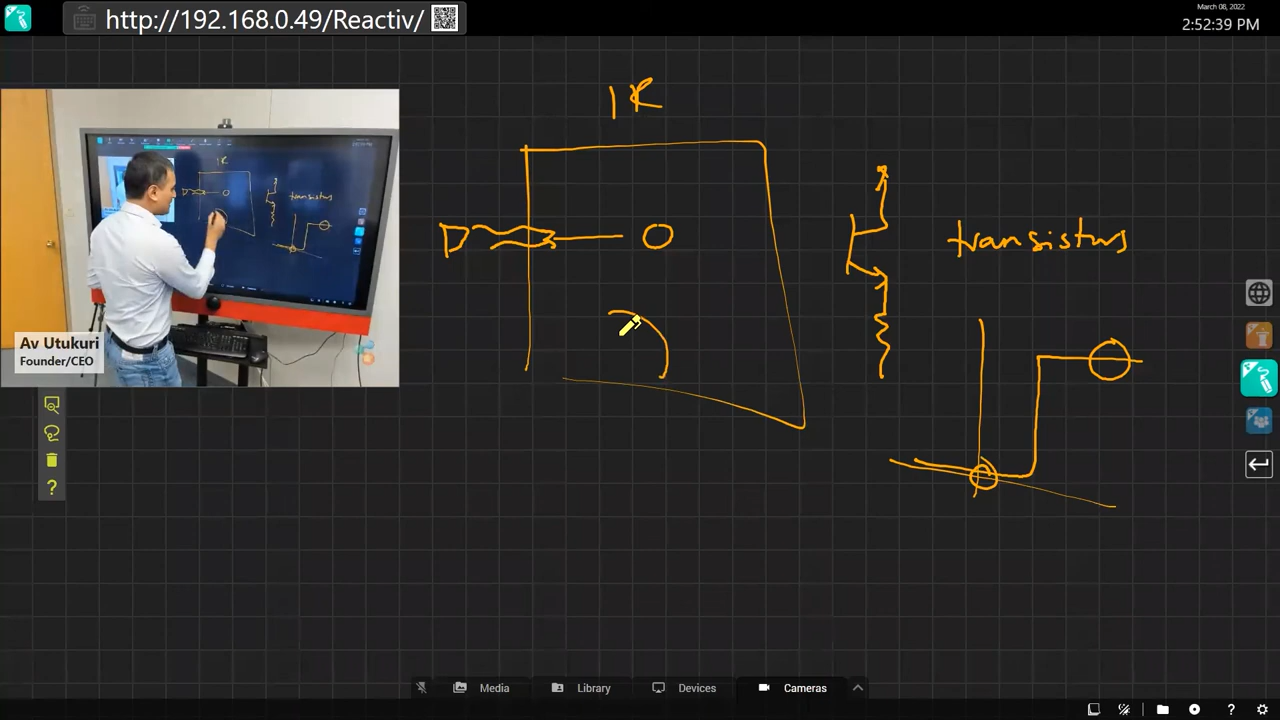 http://192.168.0.49/Reactiv/
March 08, 2022
2:52:39 PM
1K
transistors
Av Utukuri
Founder/CEO
?
Media
Library
Devices
Cameras
?